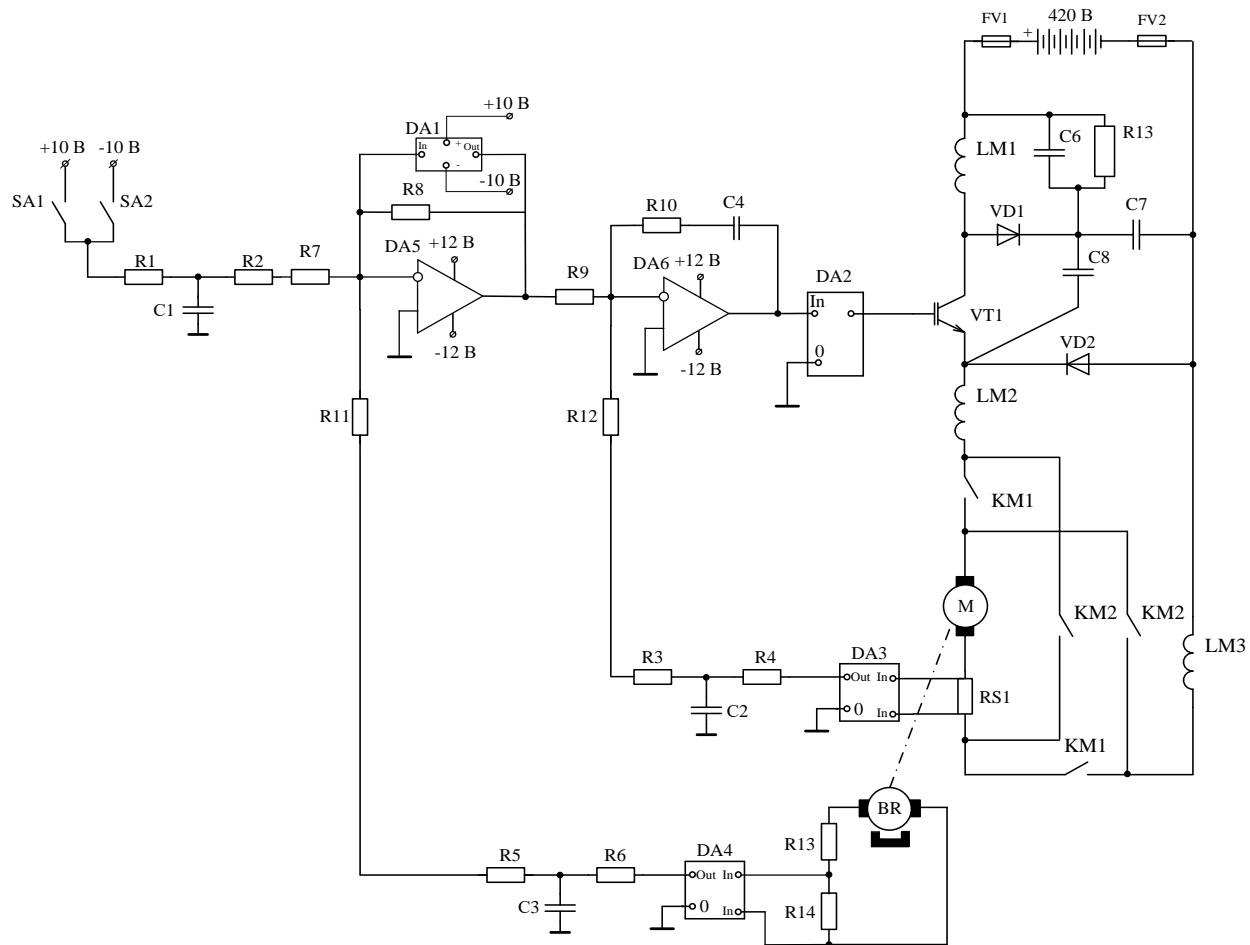 FV1
420 В
FV2
+
+10 В
DA1
C6
R13
+10 В
-10 В
In
+
Out
-
LM1
-10 В
SA1
SA2
R8
R10
C4
VD1
C7
R1
R2
R7
DA5
+12 В
R9
DA6
+12 В
DA2
C8
In
C1
VT1
-12 В
-12 В
0
VD2
LM2
R11
R12
KM1
M
KM2
KM2
R3
R4
DA3
LM3
Out
In
RS1
C2
0
In
KM1
BR
R5
R6
DA4
R13
Out
In
C3
0
In
R14